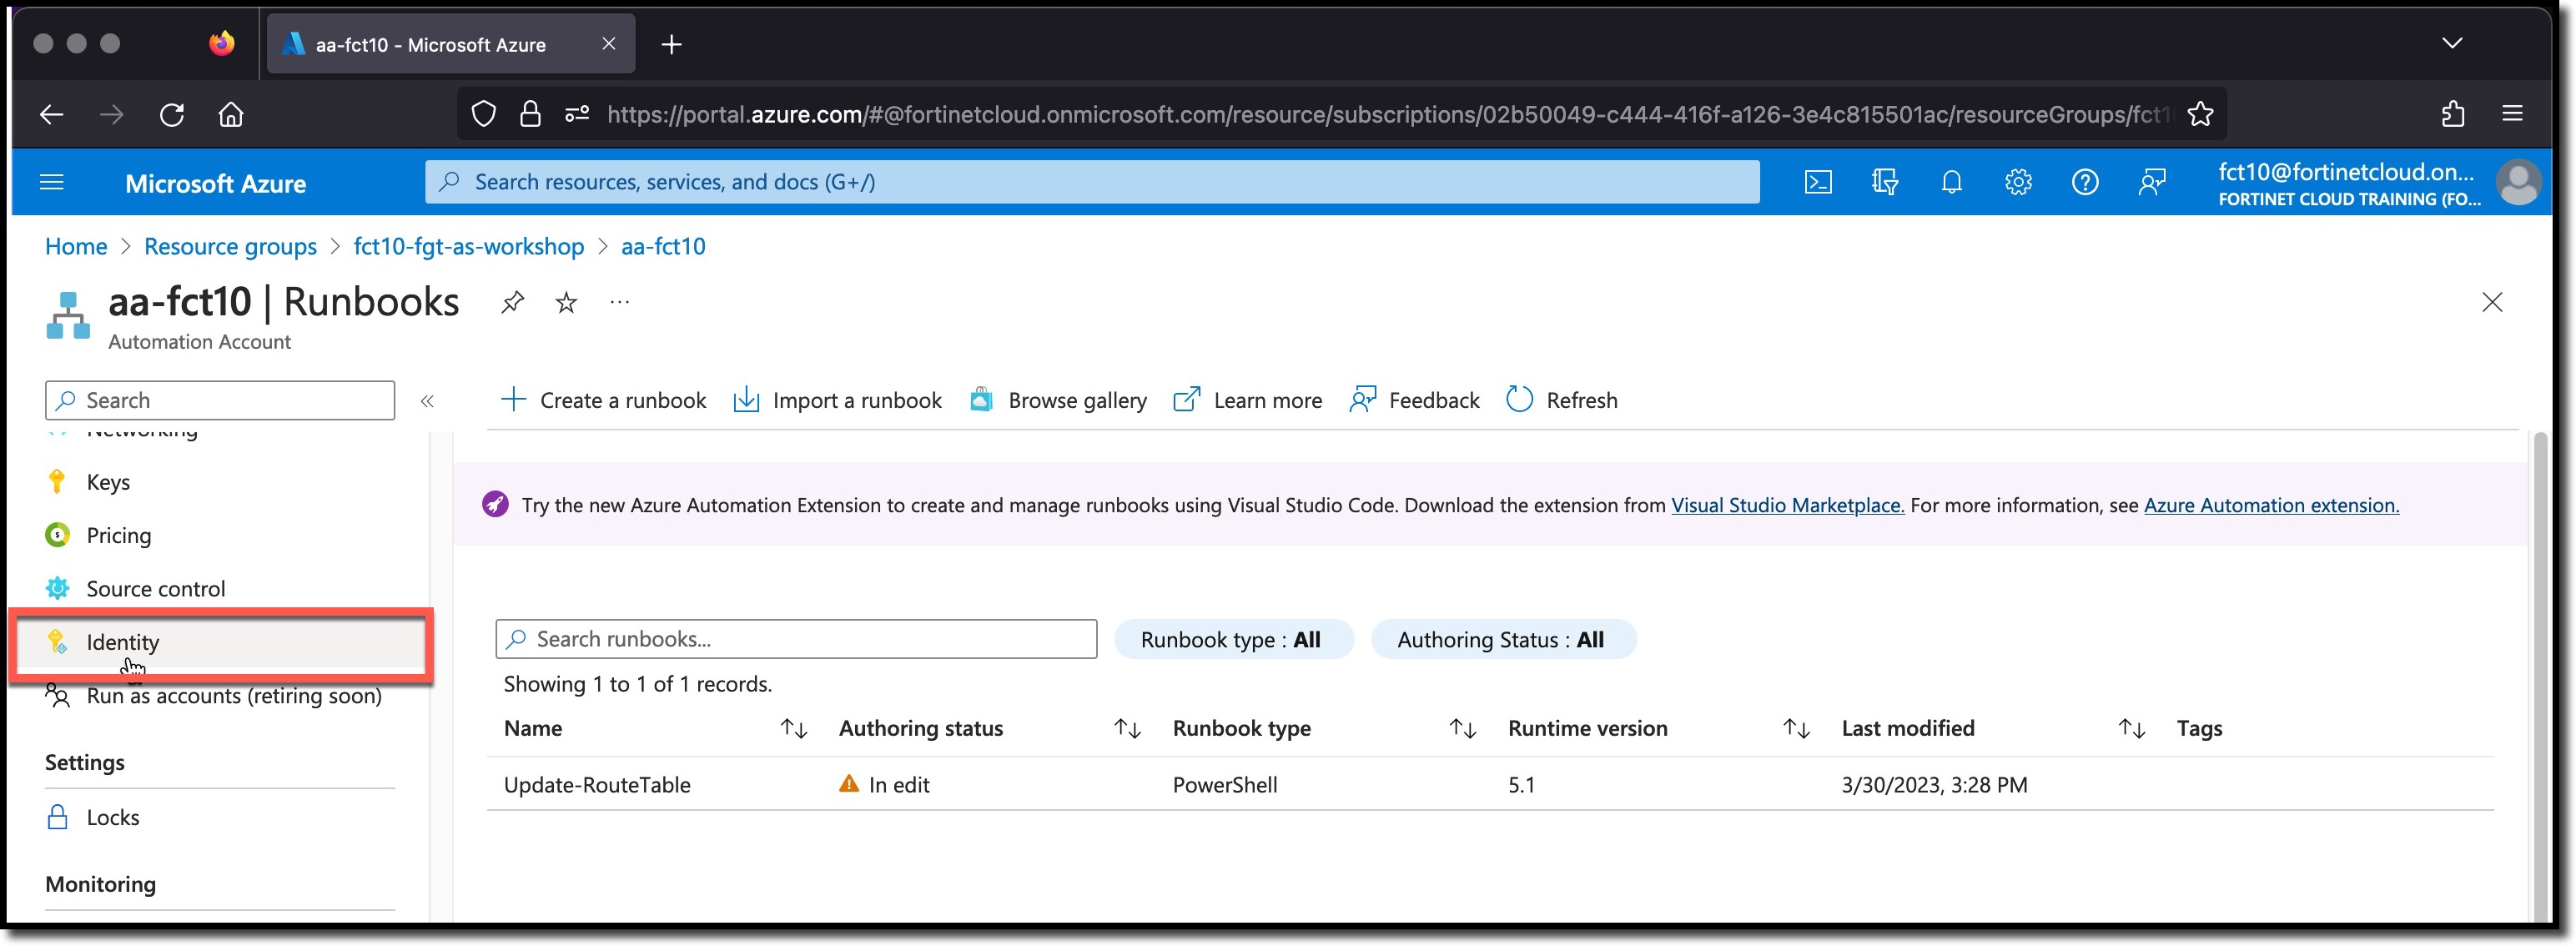 aa-fct10 - Microsoft Azure
https://portal.azure.com/#@fortinetcloud.onmicrosoft.com/resource/subscriptions/02b50049-c444-416f-a126-3e4c815501ac/resourceGroups/fct1
Microsoft Azure
Search resources, services, and docs (G+/)
fct10@fortinetcloud.on...
FORTINET CLOUD TRAINING (FO...
Home > Resource groups > fct10-fgt-as-workshop > aa-fct10
aa-fct10 | Runbooks
Automation Account
Search
Create a runbook
Import a runbook
Browse gallery
Learn more
Feedback
Refresh
Networking
Keys
Pricing
Source control
Identity
Run as accounts (retiring soon)
Settings
Locks
Monitoring
Try the new Azure Automation Extension to create and manage runbooks using Visual Studio Code. Download the extension from Visual Studio Marketplace. For more information, see Azure Automation extension.
Search runbooks...
Runbook type : All
Authoring Status : All
Showing 1 to 1 of 1 records.
Name Authoring status Runbook type Runtime version Last modified Tags
Update-RouteTable In edit PowerShell 5.1 3/30/2023, 3:28 PM